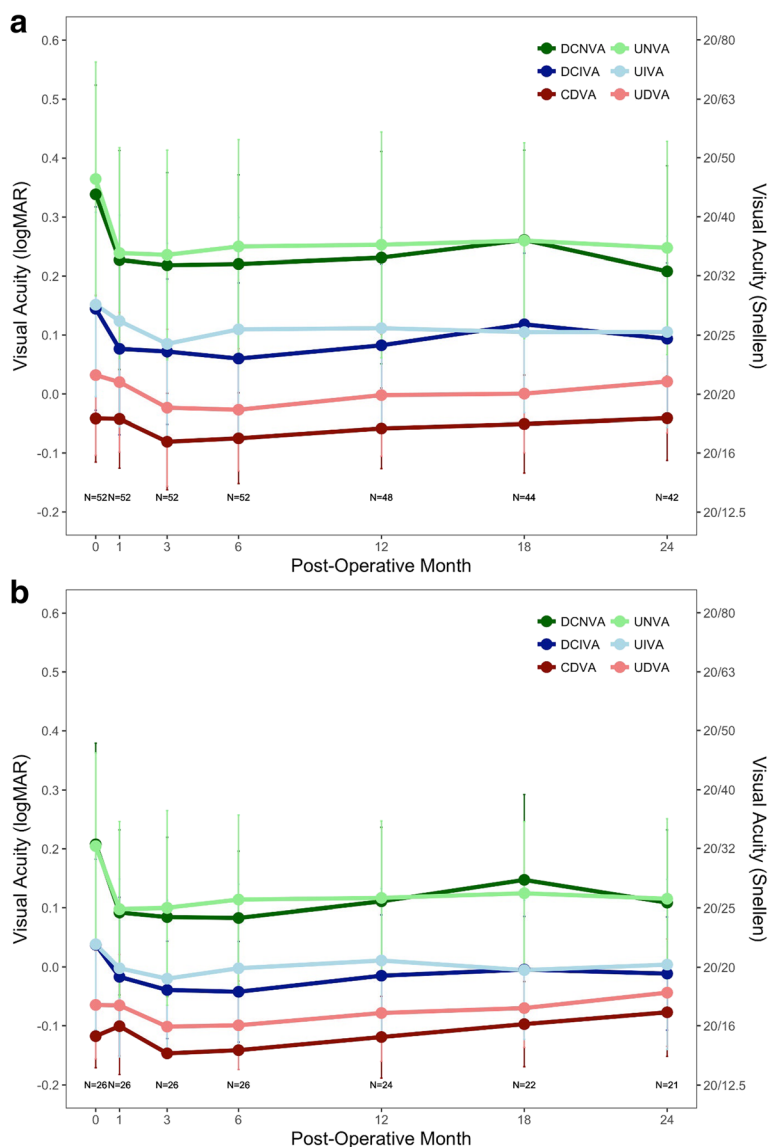 a
0.6
0.5
0.4
0.3
0.2
0.1
0.0
-0.1
-0.2
Visual Acuity (logMAR)
DCNVA UNVA
DCIVA UIVA
CDVA UDVA
20/80
20/63
20/50
20/40
20/32
20/25
20/20
20/16
20/12.5
Visual Acuity (Snellen)
N=52 N=52 N=52 N=52 N=48 N=44 N=42
0 1 3 6 12 18 24
Post-Operative Month
b
0.6
0.5
0.4
0.3
0.2
0.1
0.0
-0.1
-0.2
Visual Acuity (logMAR)
DCNVA UNVA
DCIVA UIVA
CDVA UDVA
20/80
20/63
20/50
20/40
20/32
20/25
20/20
20/16
20/12.5
Visual Acuity (Snellen)
N=26 N=26 N=26 N=26 N=24 N=22 N=21
0 1 3 6 12 18 24
Post-Operative Month